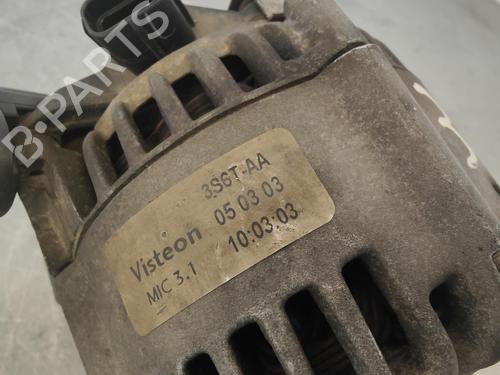 B-PARTS
3S6T-AA
Visteon 05 03 03
MIC 3.1 10:03:03